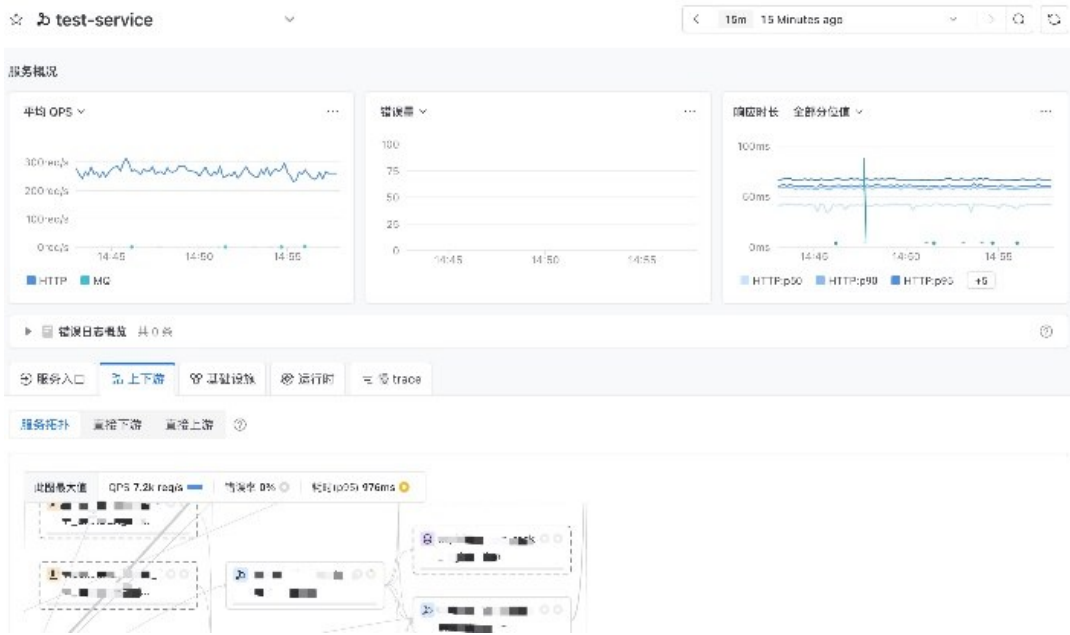 test-service
15m 15 Minutes ago
服务概况
平均 QPS
错误量
响应时长 全部分位值
300req/s
200req/s
100req/s
0req/s
14:45 14:50 14:55
HTTP MQ
100
75
50
25
0
14:45 14:50 14:55
100ms
50ms
0ms
14:45 14:50 14:55
HTTP:p50 HTTP:p90 HTTP:p95 +5
错误日志概览 共 0 条
服务入口 上下游 基础设施 运行时 慢 trace
服务拓扑 直接下游 直接上游
此图最大值 QPS 7.2k req/s 错误率 0% 耗时(p95) 976ms